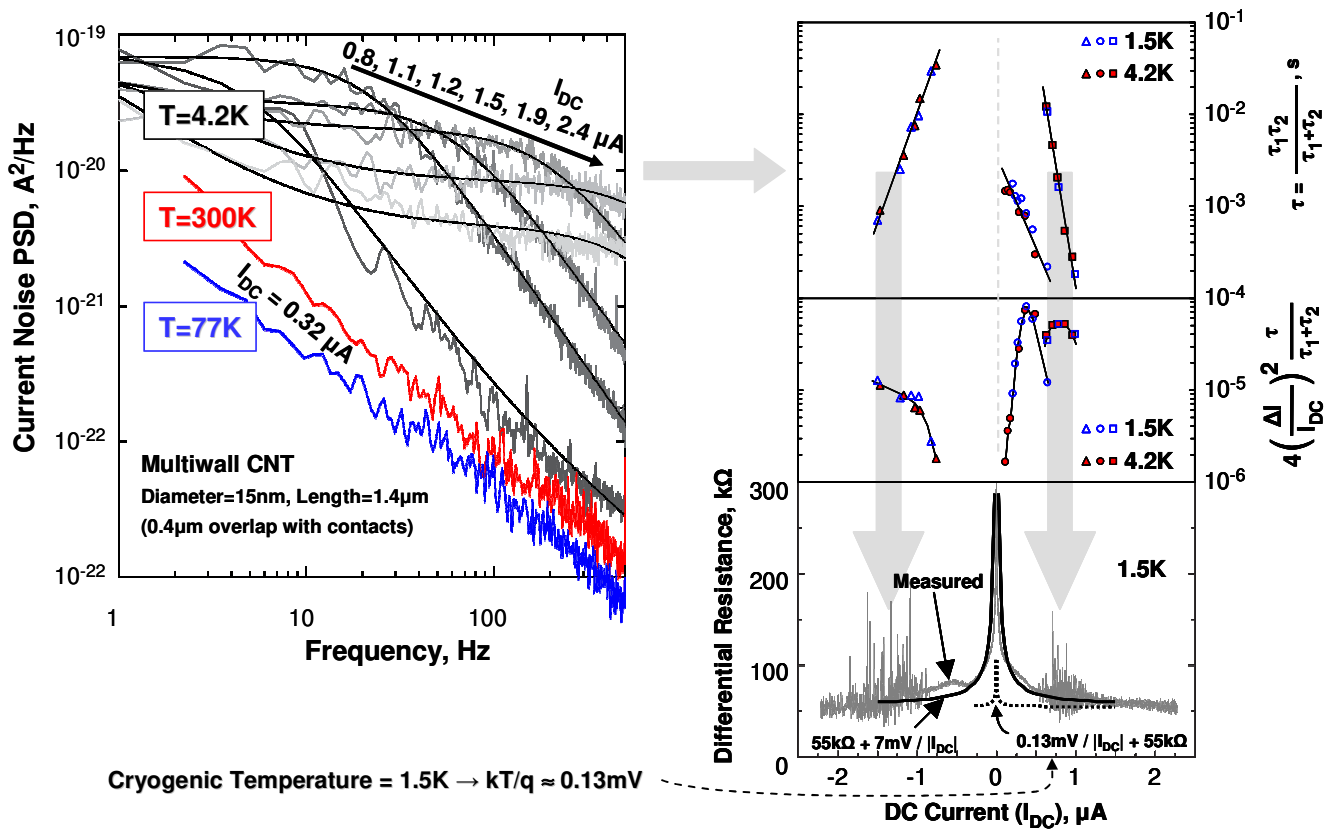 Current Noise PSD, A²/Hz
10⁻¹⁹
10⁻²⁰
10⁻²¹
10⁻²²
10⁻²²
0.8, 1.1, 1.2, 1.5, 1.9, 2.4 µA
I_DC
T=4.2K
T=300K
I_DC = 0.32 µA
T=77K
Multiwall CNT
Diameter=15nm, Length=1.4µm
(0.4µm overlap with contacts)
1
10
100
Frequency, Hz
1.5K
4.2K
10⁻¹
10⁻²
10⁻³
10⁻⁴
τ = τ₁τ₂ / τ₁+τ₂ , s
1.5K
4.2K
10⁻⁵
10⁻⁶
4(ΔI / I_DC)² τ / τ₁+τ₂
Differential Resistance, kΩ
300
200
100
0
1.5K
Measured
55kΩ + 7mV / |I_DC|
0.13mV / |I_DC| + 55kΩ
-2
-1
0
1
2
DC Current (I_DC), µA
Cryogenic Temperature = 1.5K → kT/q ≈ 0.13mV